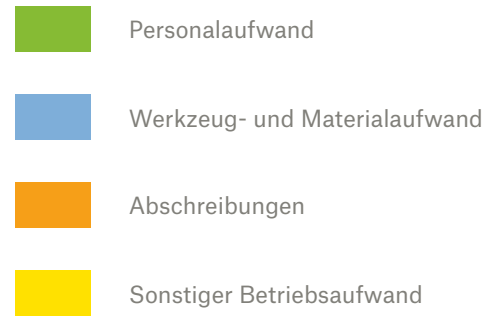 Personalaufwand
Werkzeug- und Materialaufwand
Abschreibungen
Sonstiger Betriebsaufwand